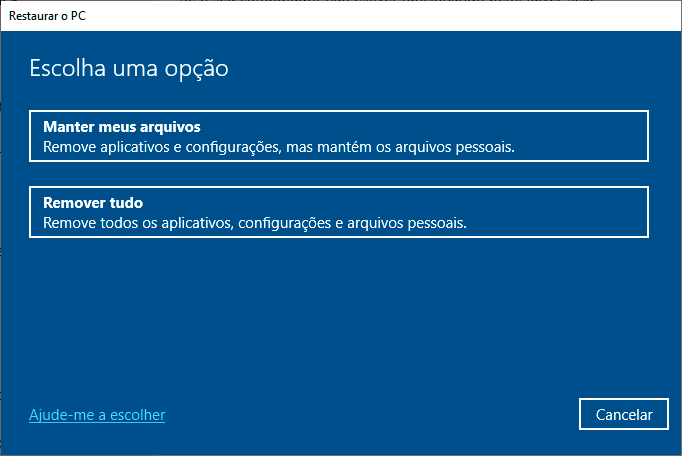 Restaurar o PC
Escolha uma opção
Manter meus arquivos
Remove aplicativos e configurações, mas mantém os arquivos pessoais.
Remover tudo
Remove todos os aplicativos, configurações e arquivos pessoais.
Ajude-me a escolher
Cancelar